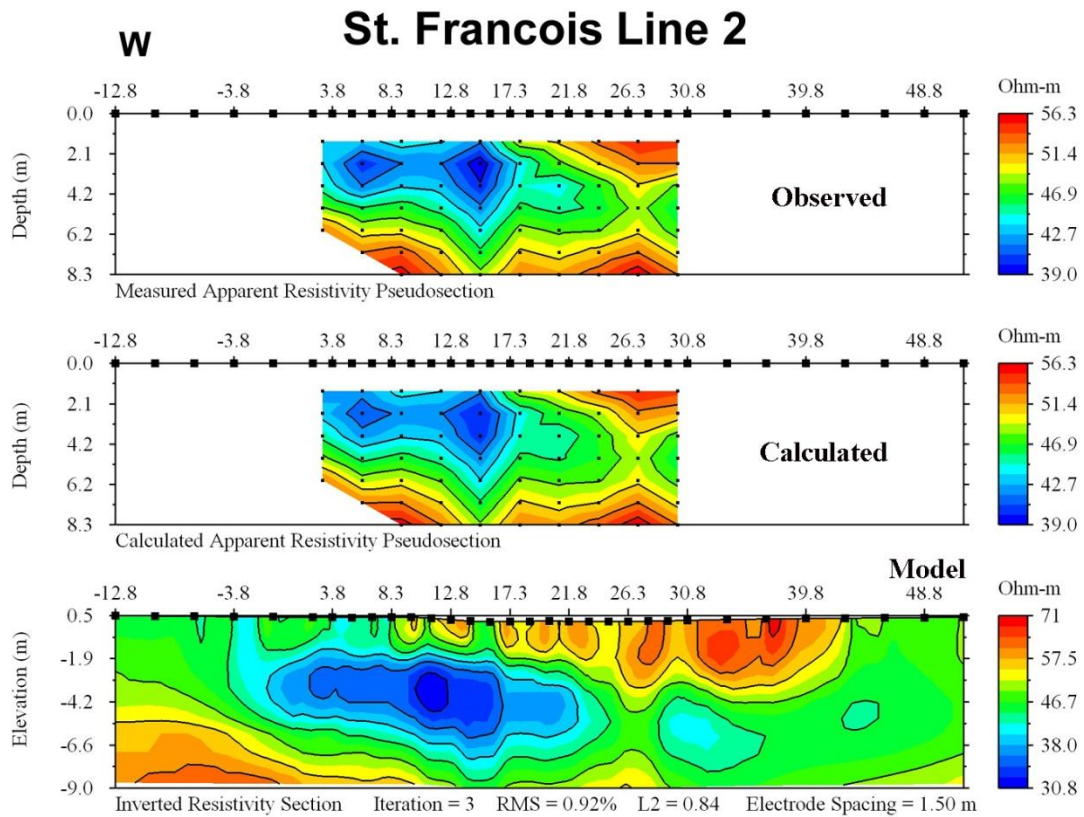 St. Francois Line 2
W
-12.8 -3.8 3.8 8.3 12.8 17.3 21.8 26.3 30.8 39.8 48.8
Ohm-m
Depth (m)
0.0
2.1
4.2
6.2
8.3
Observed
56.3
51.4
46.9
42.7
39.0
Measured Apparent Resistivity Pseudosection
-12.8 -3.8 3.8 8.3 12.8 17.3 21.8 26.3 30.8 39.8 48.8
Ohm-m
Depth (m)
0.0
2.1
4.2
6.2
8.3
Calculated
56.3
51.4
46.9
42.7
39.0
Calculated Apparent Resistivity Pseudosection
Model
-12.8 -3.8 3.8 8.3 12.8 17.3 21.8 26.3 30.8 39.8 48.8
Ohm-m
Elevation (m)
0.5
-1.9
-4.2
-6.6
-9.0
71
57.5
46.7
38.0
30.8
Inverted Resistivity Section Iteration = 3 RMS = 0.92% L2 = 0.84 Electrode Spacing = 1.50 m